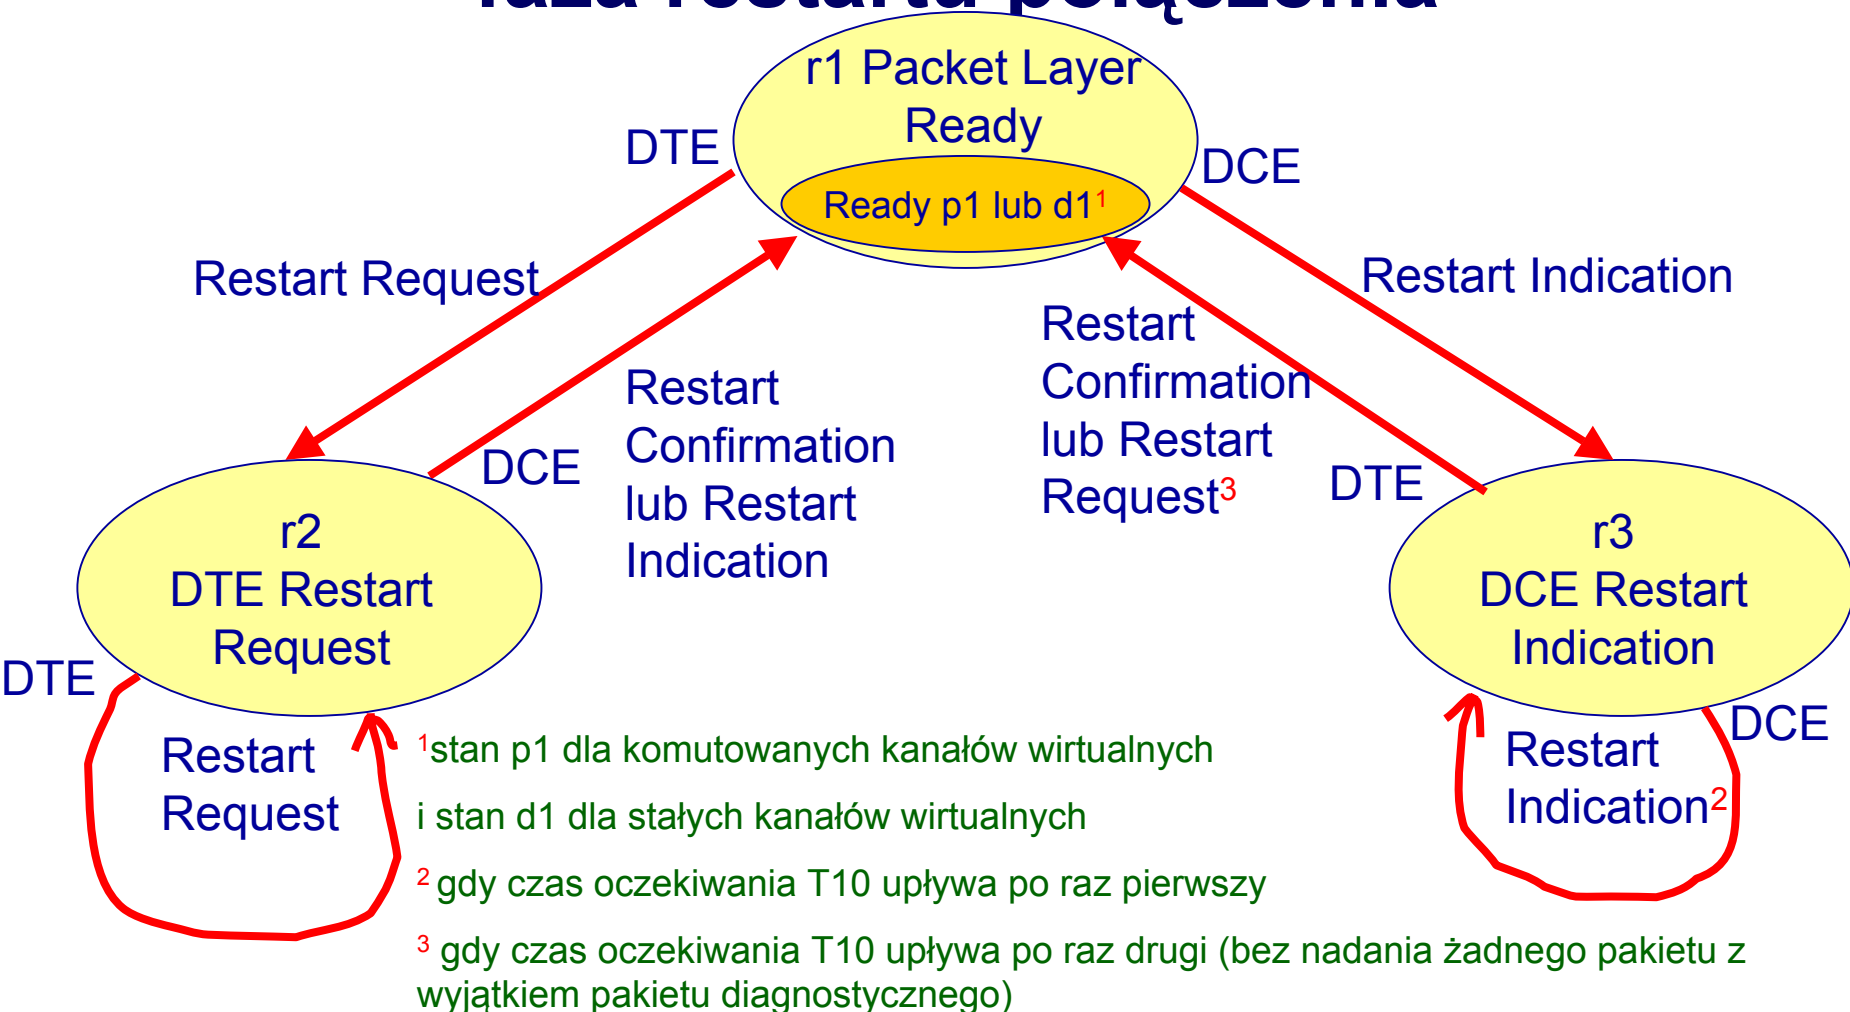 faza restartu połączenia
r1 Packet Layer
Ready
DTE
DCE
Ready p1 lub d1¹
Restart Request
Restart Indication
Restart
Confirmation
lub Restart
Indication
Restart
Confirmation
lub Restart
Request³
DCE
DTE
r2
DTE Restart
Request
r3
DCE Restart
Indication
DTE
DCE
Restart
Request
Restart
Indication²
¹stan p1 dla komutowanych kanałów wirtualnych
i stan d1 dla stałych kanałów wirtualnych
² gdy czas oczekiwania T10 upływa po raz pierwszy
³ gdy czas oczekiwania T10 upływa po raz drugi (bez nadania żadnego pakietu z
wyjątkiem pakietu diagnostycznego)